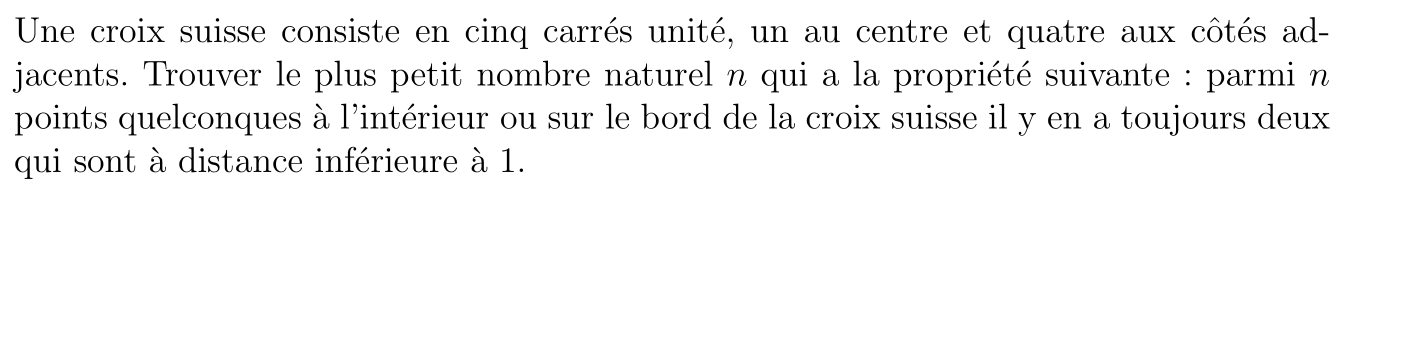 Une croix suisse consiste en cinq carrés unité, un au centre et quatre aux côtés ad-
jacents. Trouver le plus petit nombre naturel n qui a la propriété suivante : parmi n
points quelconques à l'intérieur ou sur le bord de la croix suisse il y en a toujours deux
qui sont à distance inférieure à 1.